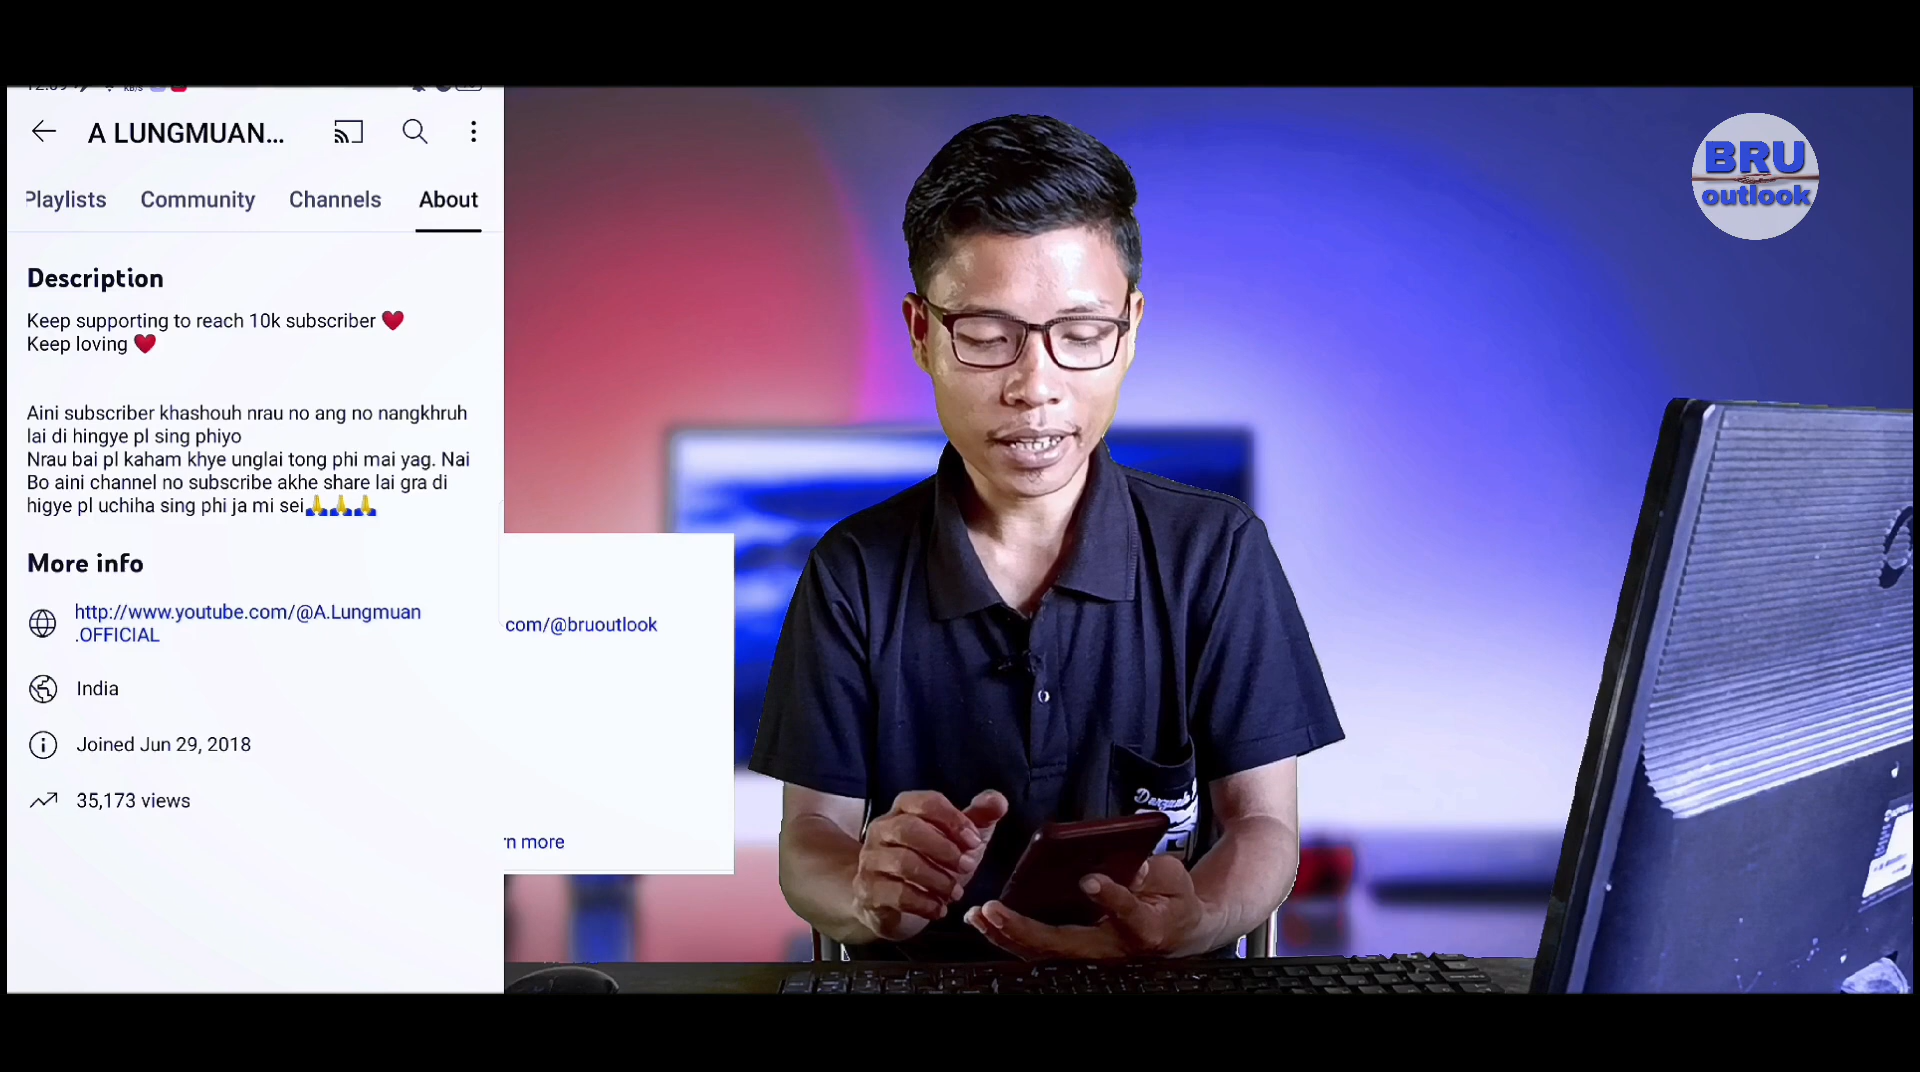 A LUNGMUAN...
Playlists Community Channels About
Description
Keep supporting to reach 10k subscriber ❤️
Keep loving ❤️
Aini subscriber khashouh nrau no ang no nangkhruh
lai di hingye pl sing phiyo
Nrau bai pl kaham khye unglai tong phi mai yag. Nai
Bo aini channel no subscribe akhe share lai gra di
higye pl uchiha sing phi ja mi sei🙏🙏🙏
More info
http://www.youtube.com/@A.Lungmuan
.OFFICIAL
India
Joined Jun 29, 2018
35,173 views
com/@bruoutlook
rn more
BRU
outlook